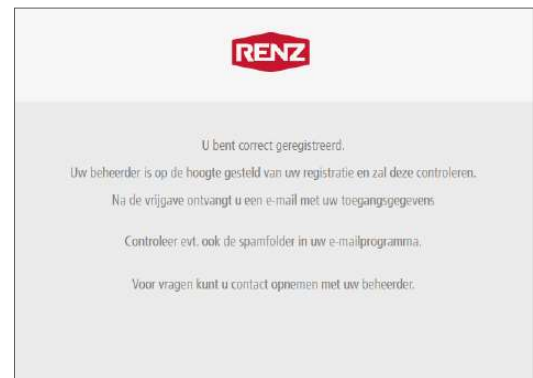 RENZ
U bent correct geregistreerd.
Uw beheerder is op de hoogte gesteld van uw registratie en zal deze controleren.
Na de vrijgave ontvangt u een e-mail met uw toegangsgegevens
Controleer evt. ook de spamfolder in uw e-mailprogramma.
Voor vragen kunt u contact opnemen met uw beheerder.